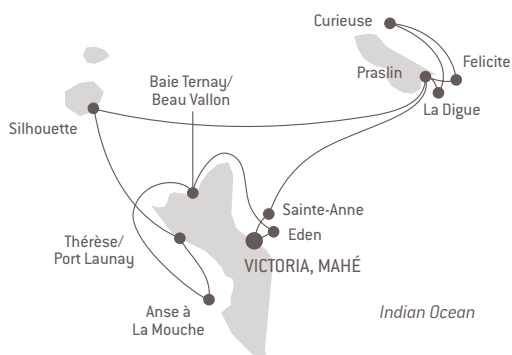 Curieuse
Felicite
Praslin
La Digue
Baie Ternay/
Beau Vallon
Silhouette
Sainte-Anne
Eden
VICTORIA, MAHÉ
Thérèse/
Port Launay
Anse à
La Mouche
Indian Ocean